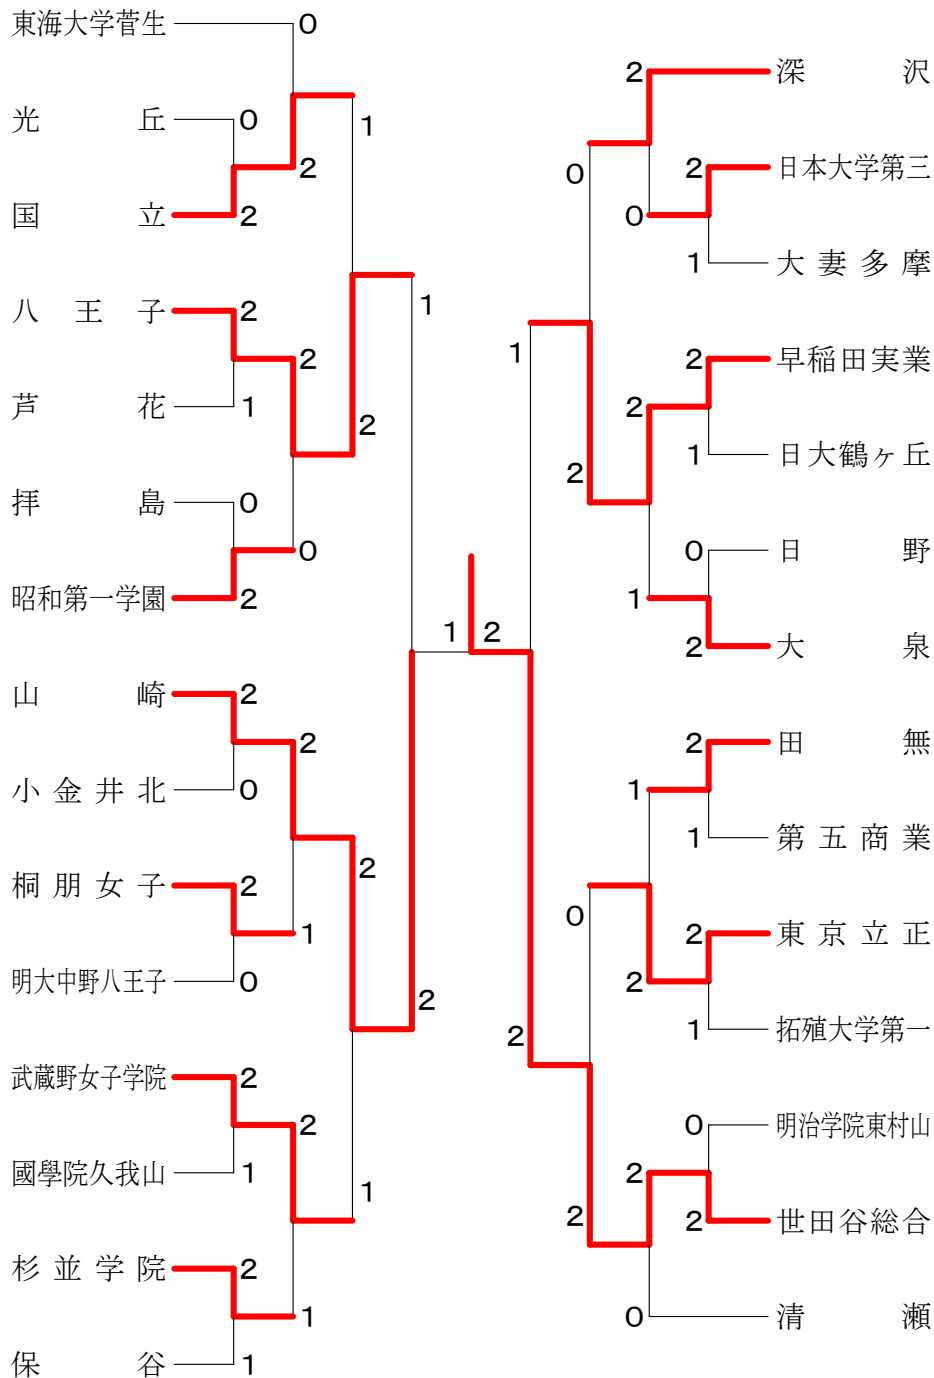 東海大学菅生 0
2 深沢
光丘 0 1
2 0 2 日本大学第三
国立 2 0
1 大妻多摩
八王子 2 1
2 1 2 早稲田実業
芦花 1 2 2
2 1 日大鶴ヶ丘
拝島 0
0 0 日野
昭和第一学園 2 1
1 2 2 大泉
山崎 2
2 2 田無
小金井北 0 1
1 第五商業
2
桐朋女子 2 0
1 2 東京立正
明大中野八王子 0 2
2 2 1 拓殖大学第一
武蔵野女子学院 2
2 0 明治学院東村山
國學院久我山 1 2
1 2 2 世田谷総合
杉並学院 2
1 0 清瀬
保谷 1